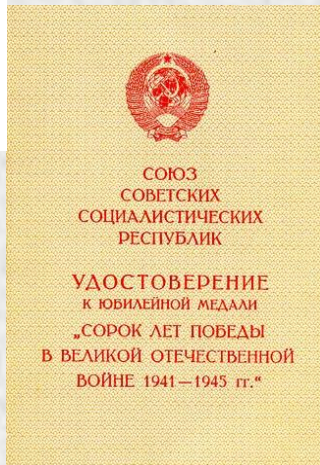 СОЮЗ
СОВЕТСКИХ
СОЦИАЛИСТИЧЕСКИХ
РЕСПУБЛИК
УДОСТОВЕРЕНИЕ
К ЮБИЛЕЙНОЙ МЕДАЛИ
„СОРОК ЛЕТ ПОБЕДЫ
В ВЕЛИКОЙ ОТЕЧЕСТВЕННОЙ
ВОЙНЕ 1941—1945 гг.“